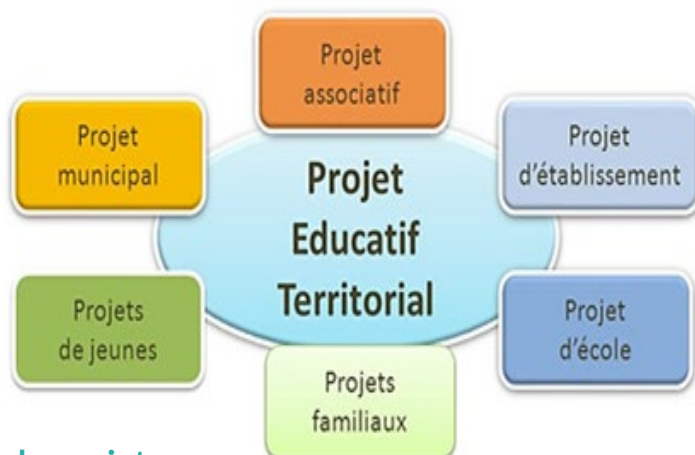 Projet
associatif
Projet
municipal
Projet
d'établissement
Projet
Educatif
Territorial
Projets
de jeunes
Projet
d'école
Projets
familiaux